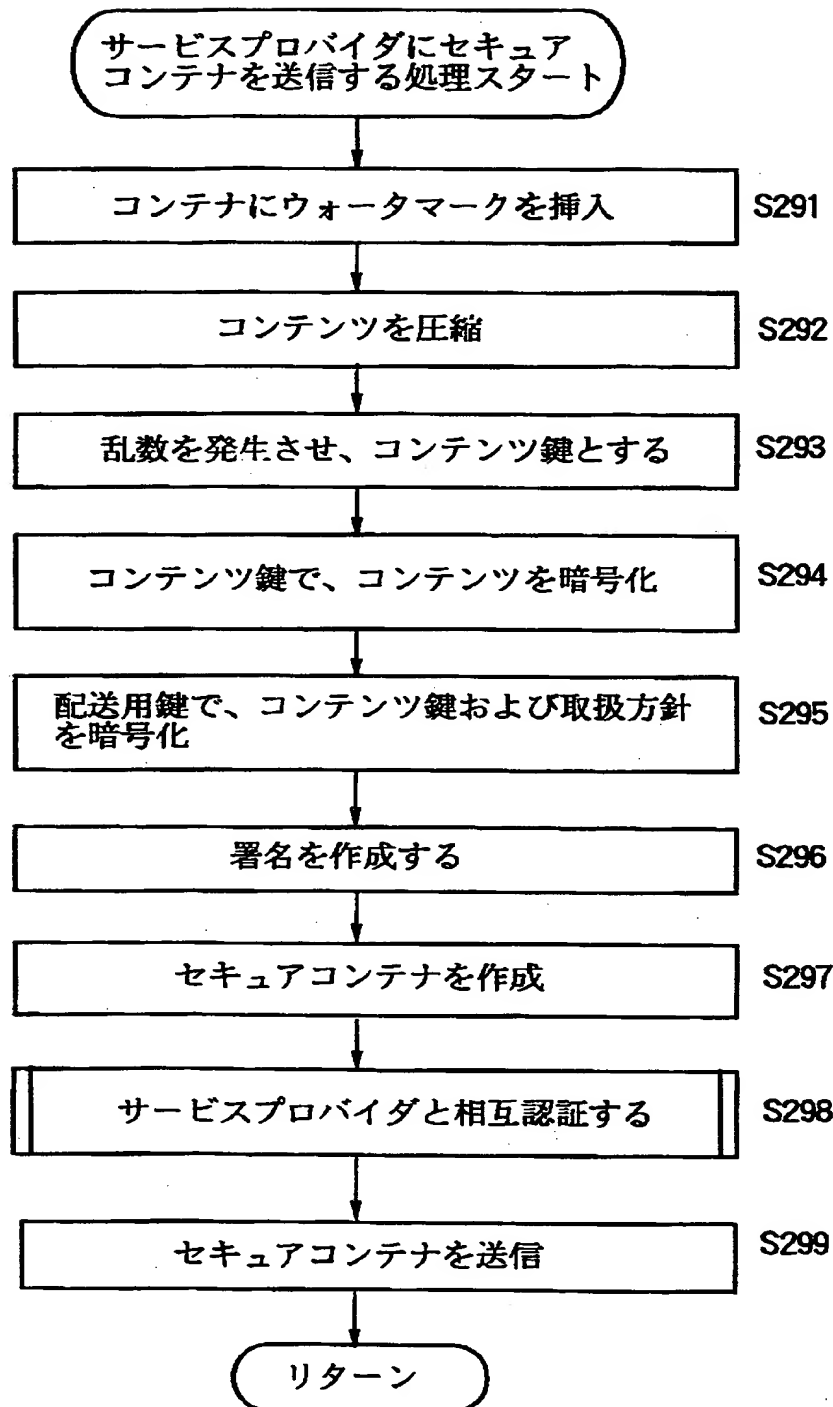 サービスプロバイダにセキュア
コンテナを送信する処理スタート
コンテナにウォータマークを挿入
S291
コンテンツを圧縮
S292
乱数を発生させ、コンテンツ鍵とする
S293
コンテンツ鍵で、コンテンツを暗号化
S294
配送用鍵で、コンテンツ鍵および取扱方針
を暗号化
S295
署名を作成する
S296
セキュアコンテナを作成
S297
サービスプロバイダと相互認証する
S298
セキュアコンテナを送信
S299
リターン